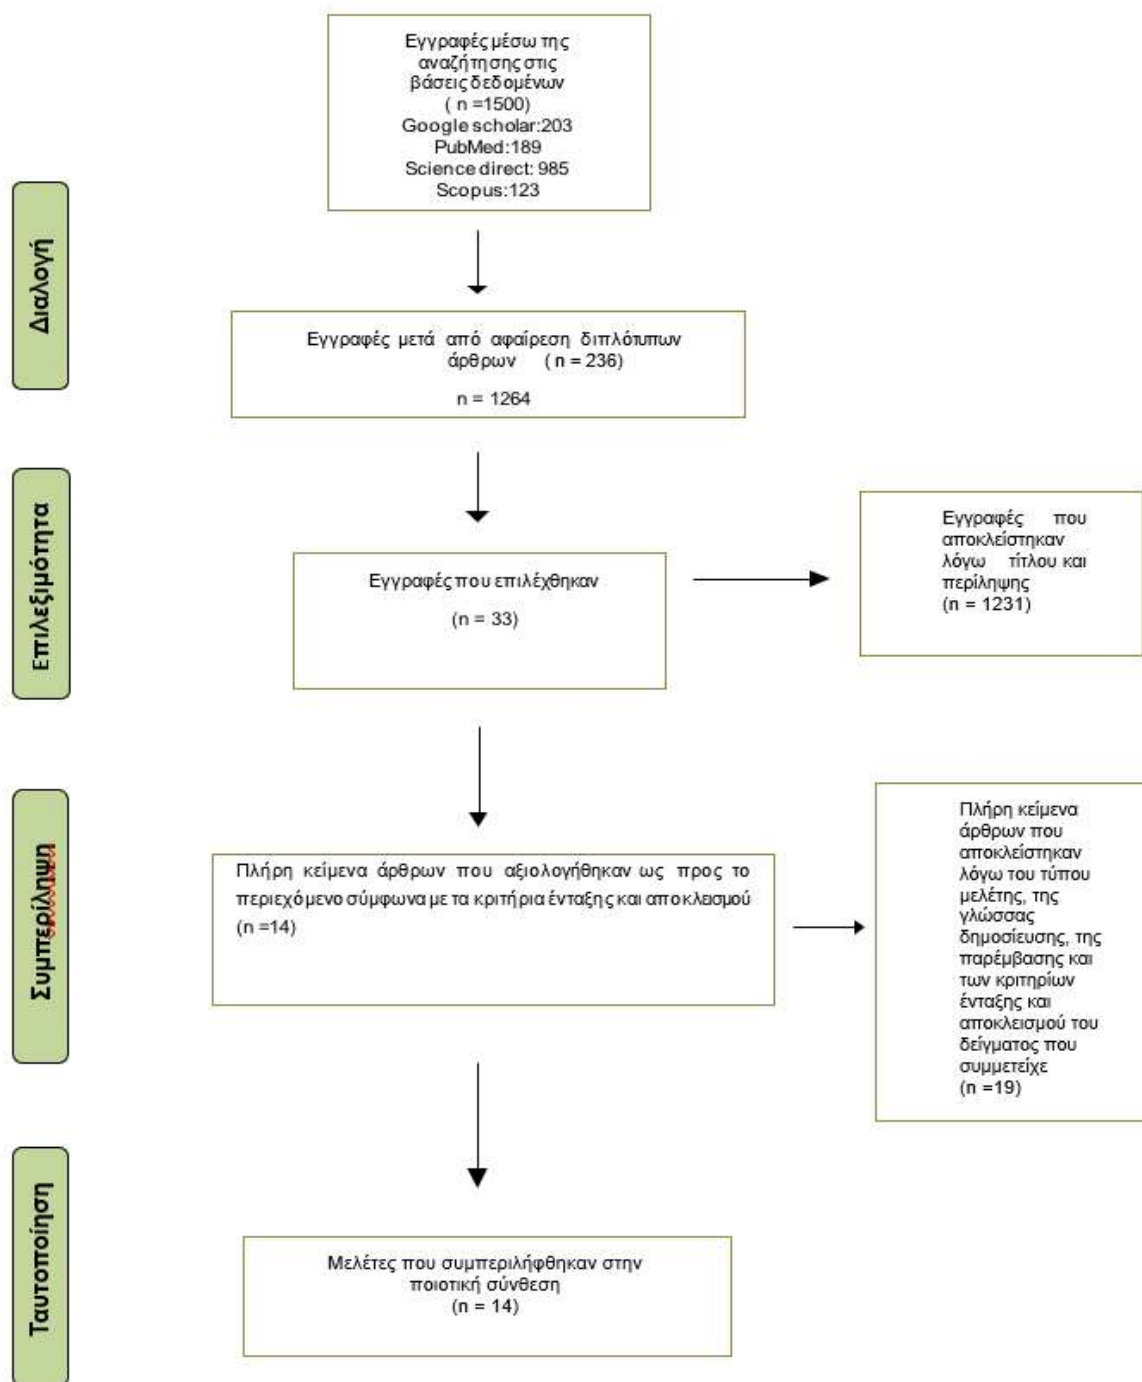 Εγγραφές μέσω της
αναζήτησης στις
βάσεις δεδομένων
( n =1500)
Google scholar:203
PubMed:189
Science direct: 985
Scopus:123
Διαλογή
Εγγραφές μετά από αφαίρεση διπλότυπων
άρθρων ( n = 236)
n = 1264
Επιλεξιμότητα
Εγγραφές που επιλέχθηκαν
(n = 33)
Εγγραφές που
αποκλείστηκαν
λόγω τίτλου και
περίληψης
(n = 1231)
Συμπερίληψη
Πλήρη κείμενα άρθρων που αξιολογήθηκαν ως προς το
περιεχόμενο σύμφωνα με τα κριτήρια ένταξης και αποκλεισμού
(n =14)
Πλήρη κείμενα
άρθρων που
αποκλείστηκαν
λόγω του τύπου
μελέτης, της
γλώσσας
δημοσίευσης, της
παρέμβασης και
των κριτηρίων
ένταξης και
αποκλεισμού του
δείγματος που
συμμετείχε
(n =19)
Ταυτοποίηση
Μελέτες που συμπεριλήφθηκαν στην
ποιοτική σύνθεση
(n = 14)